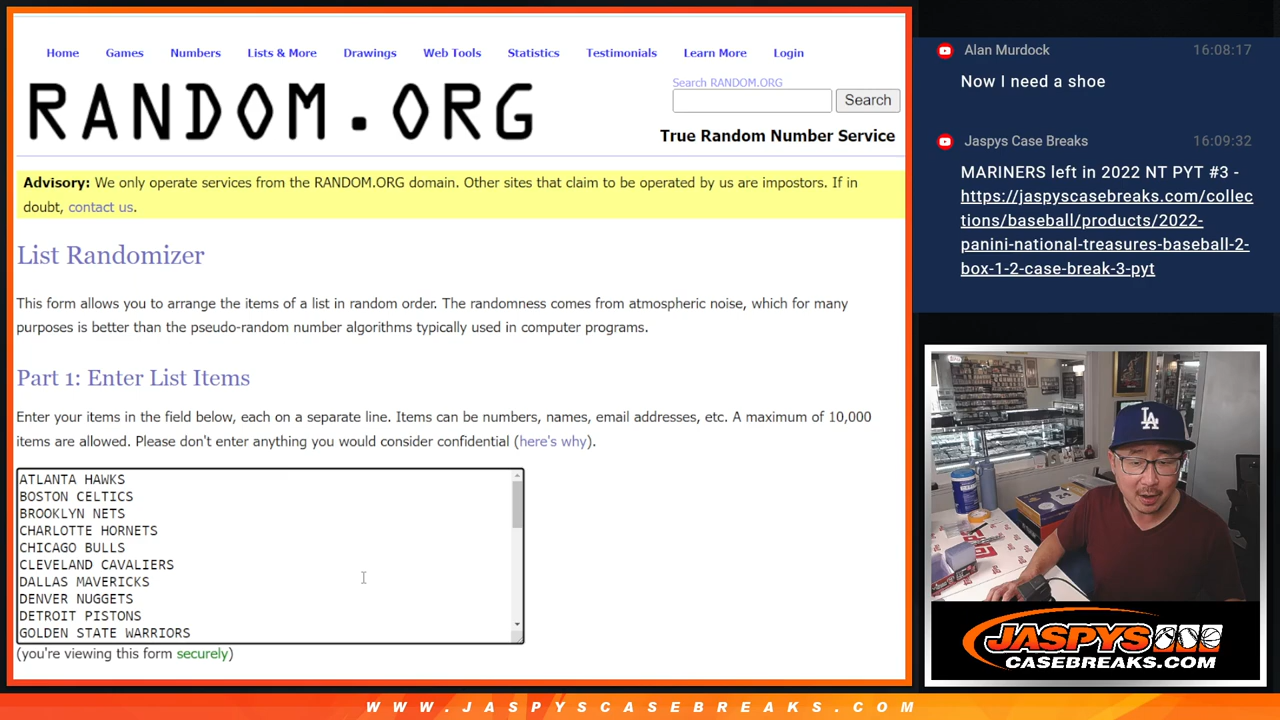 Home Games Numbers Lists & More Drawings Web Tools Statistics Testimonials Learn More Login
RANDOM.ORG
Search RANDOM.ORG
Search
True Random Number Service
Advisory: We only operate services from the RANDOM.ORG domain. Other sites that claim to be operated by us are impostors. If in
doubt, contact us.
List Randomizer
This form allows you to arrange the items of a list in random order. The randomness comes from atmospheric noise, which for many
purposes is better than the pseudo-random number algorithms typically used in computer programs.
Part 1: Enter List Items
Enter your items in the field below, each on a separate line. Items can be numbers, names, email addresses, etc. A maximum of 10,000
items are allowed. Please don't enter anything you would consider confidential (here's why).
ATLANTA HAWKS
BOSTON CELTICS
BROOKLYN NETS
CHARLOTTE HORNETS
CHICAGO BULLS
CLEVELAND CAVALIERS
DALLAS MAVERICKS
DENVER NUGGETS
DETROIT PISTONS
GOLDEN STATE WARRIORS
(you're viewing this form securely)
Alan Murdock 16:08:17
Now I need a shoe
Jaspys Case Breaks 16:09:32
MARINERS left in 2022 NT PYT #3 -
https://jaspyscasebreaks.com/collec
tions/baseball/products/2022-
panini-national-treasures-baseball-2-
box-1-2-case-break-3-pyt
LA
JASPYS
CASEBREAKS.COM
WWW.JASPYSCASEBREAKS.COM